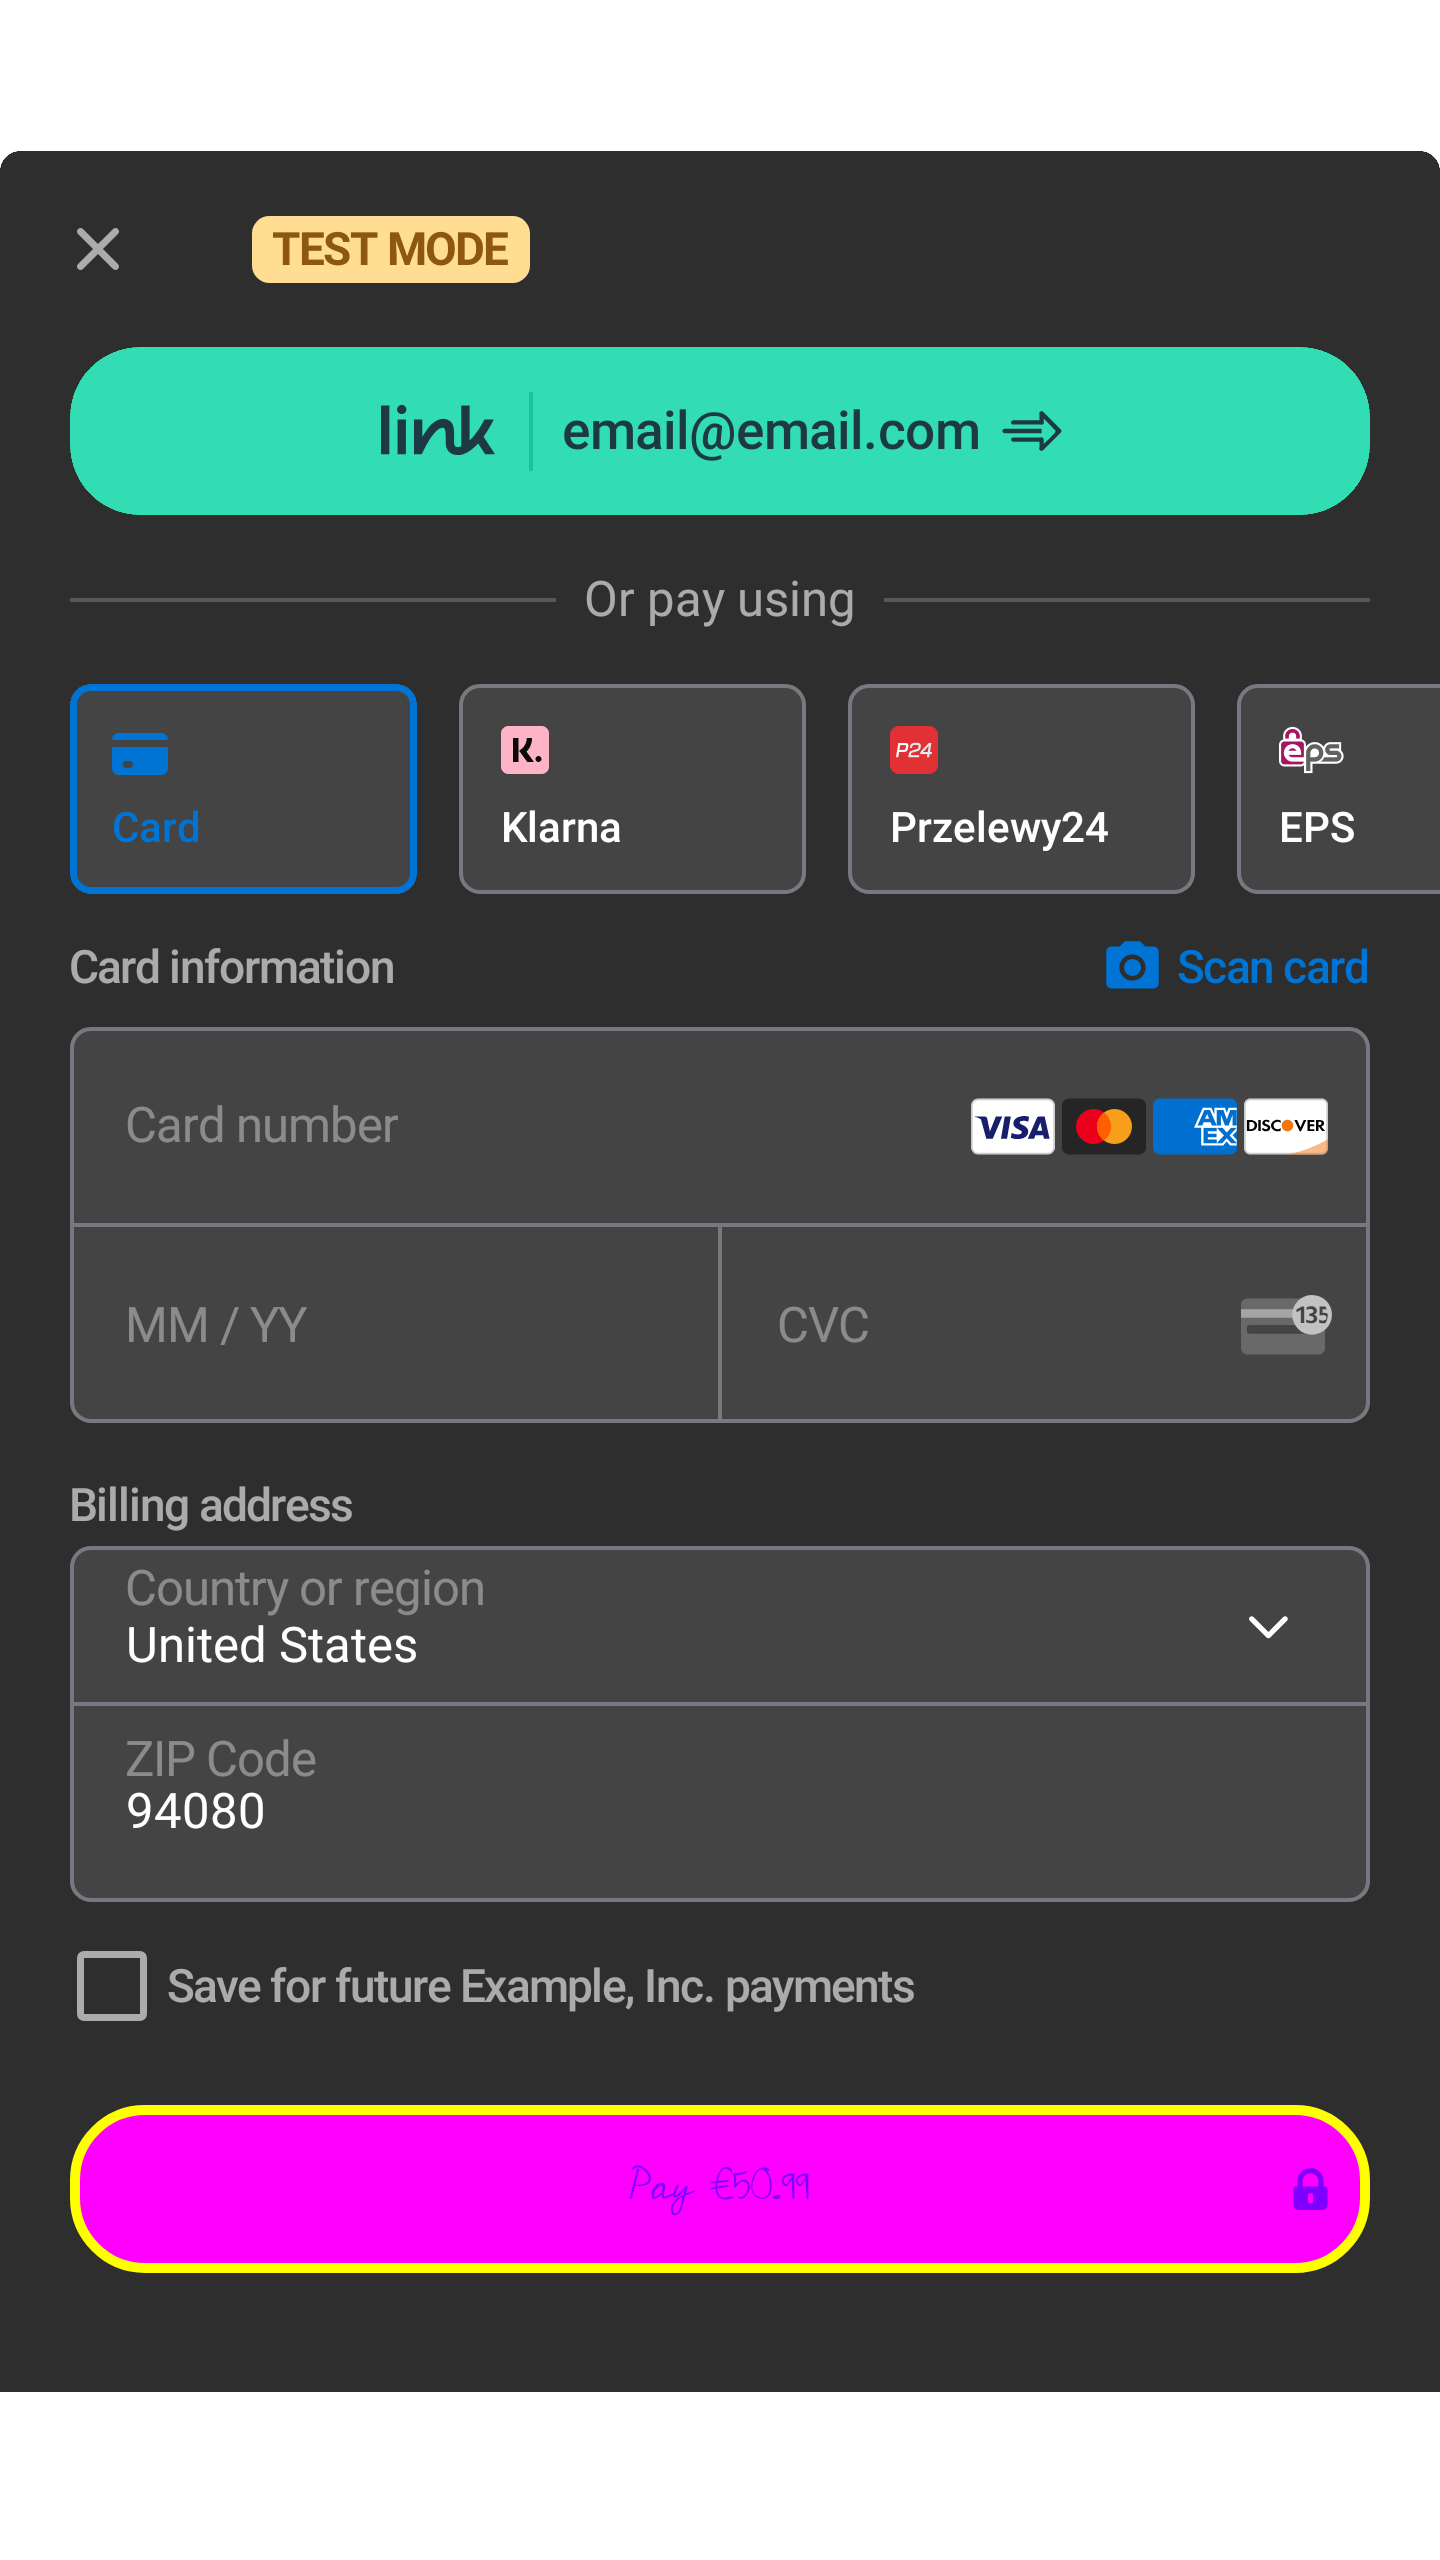 TEST MODE
link email@email.com
Or pay using
K. P24 eps
Card Klarna Przelewy24 EPS
Card information Scan card
Card number VISA AM EX DISCOVER
MM / YY CVC 135
Billing address
Country or region
United States
ZIP Code
94080
Save for future Example, Inc. payments
Pay €50.99